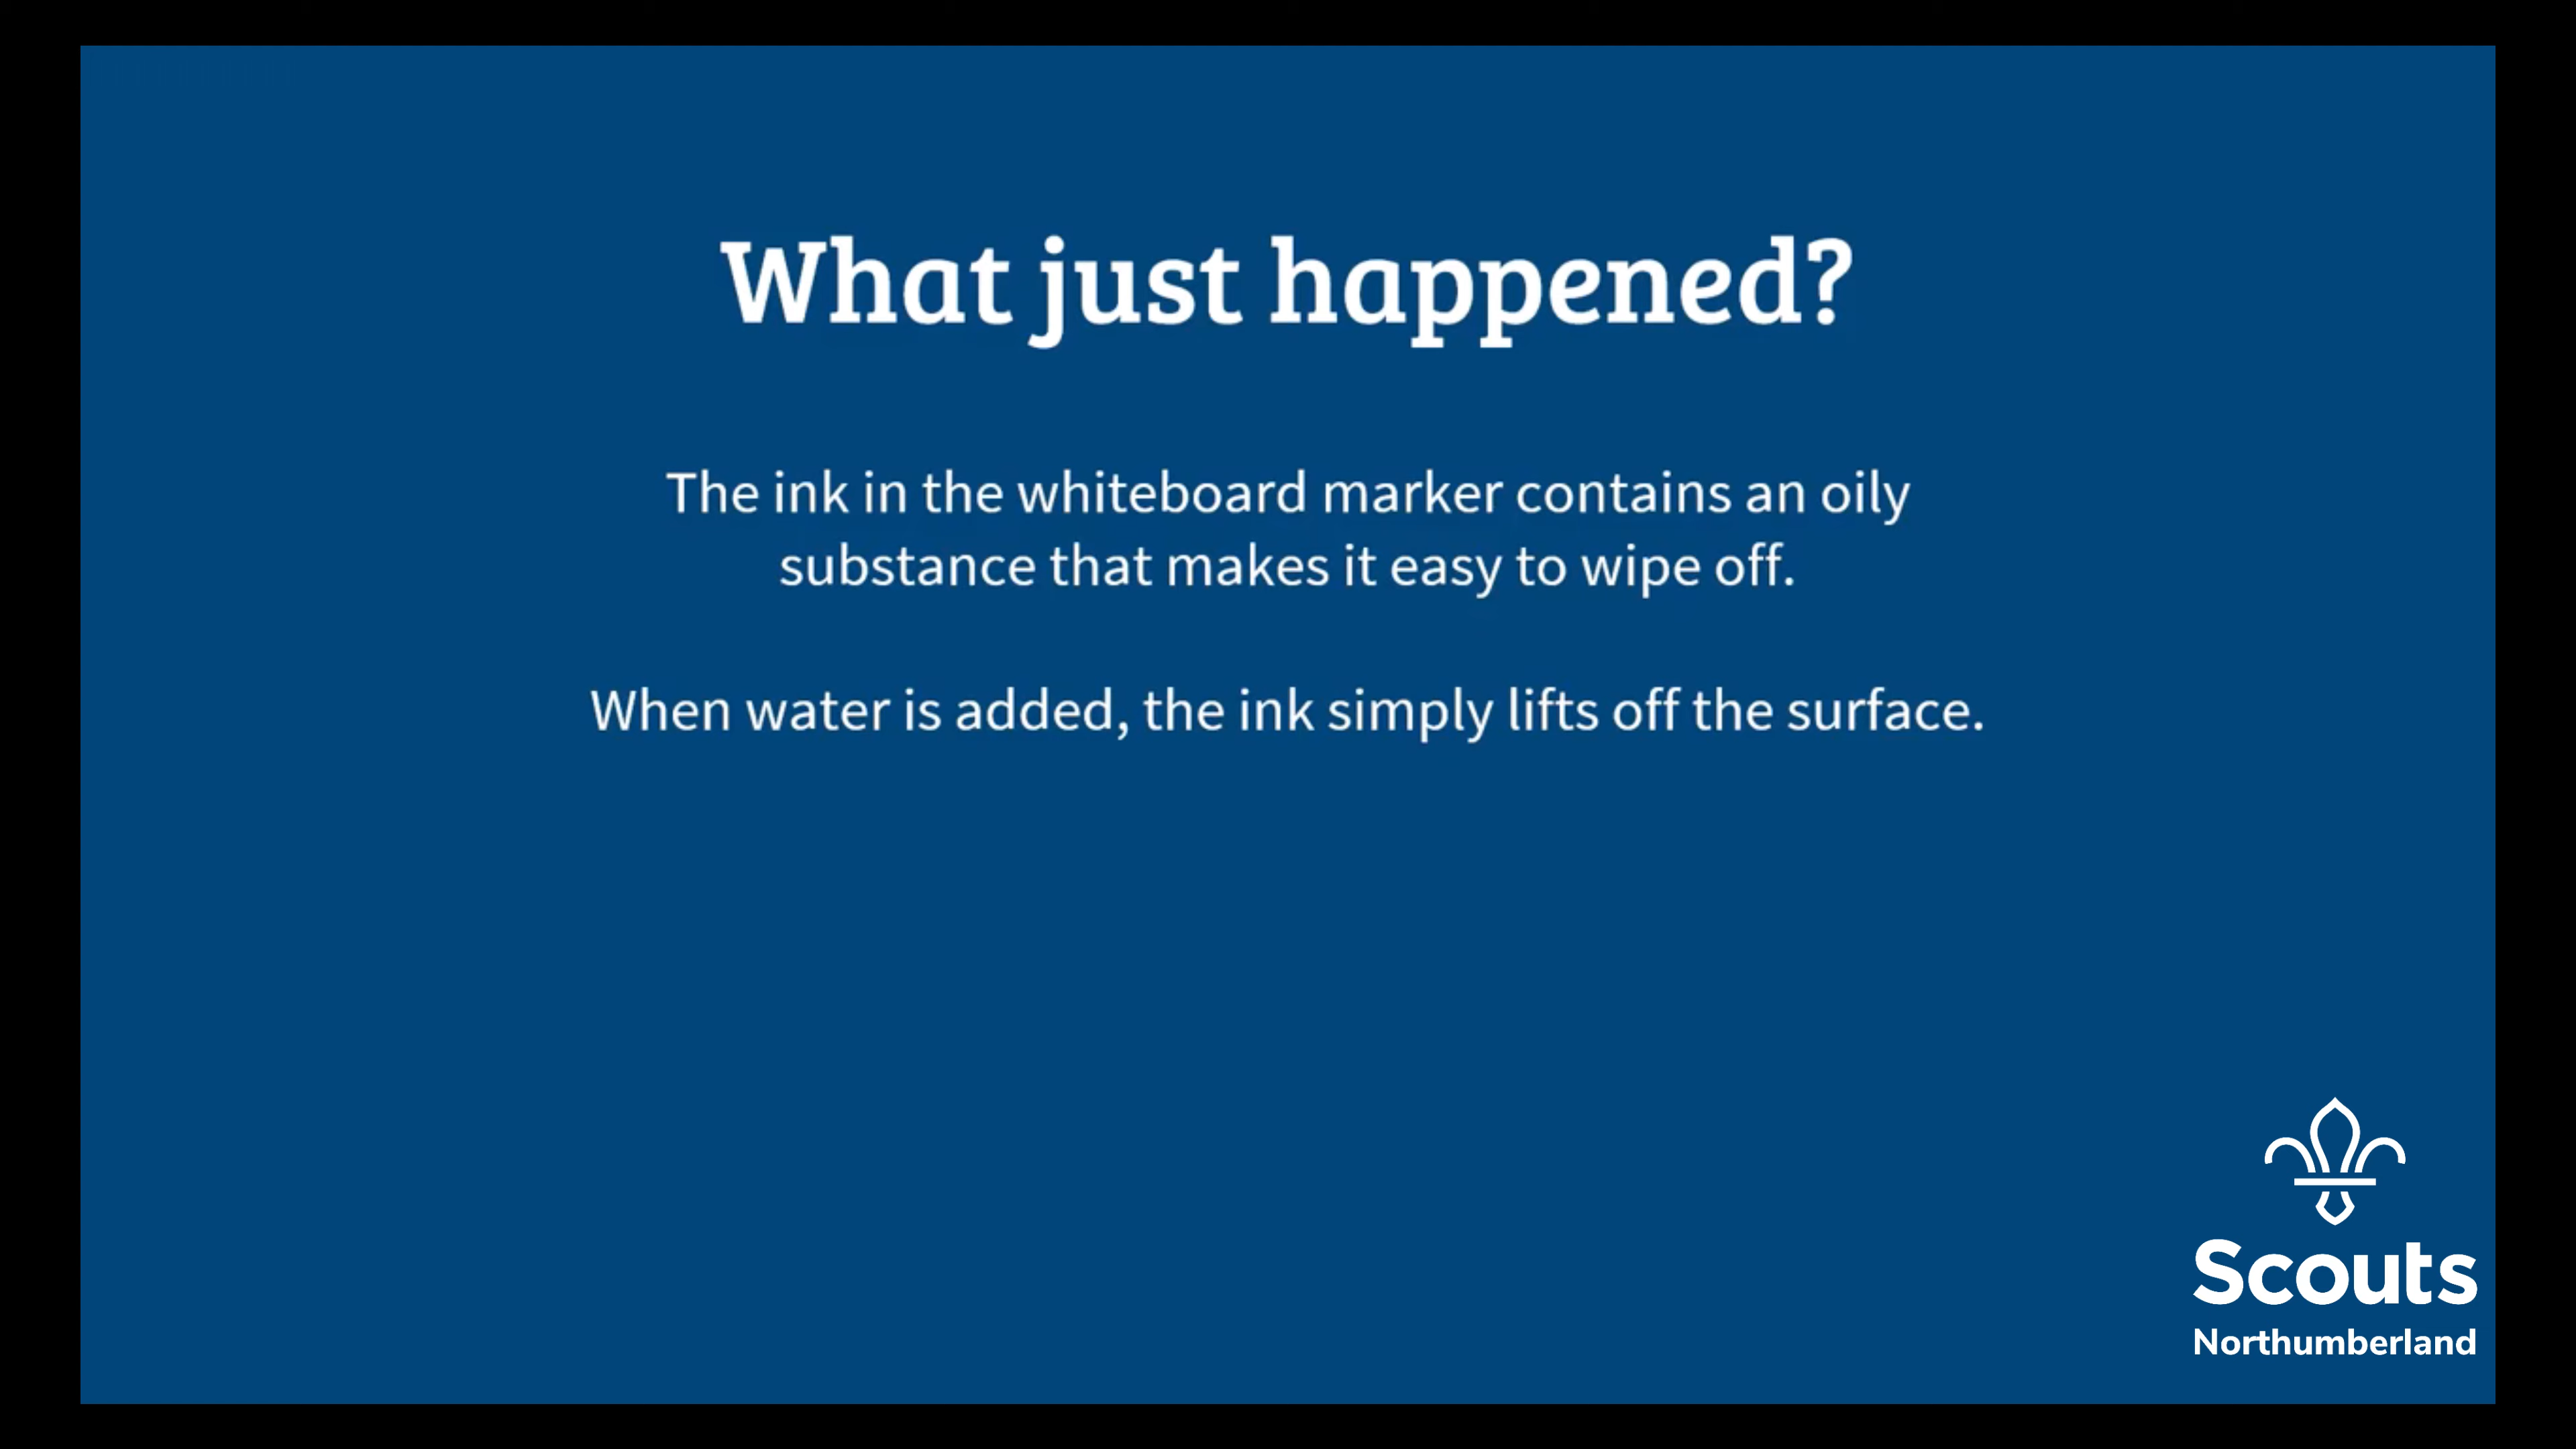 What just happened?
The ink in the whiteboard marker contains an oily
substance that makes it easy to wipe off.
When water is added, the ink simply lifts off the surface.
Scouts
Northumberland